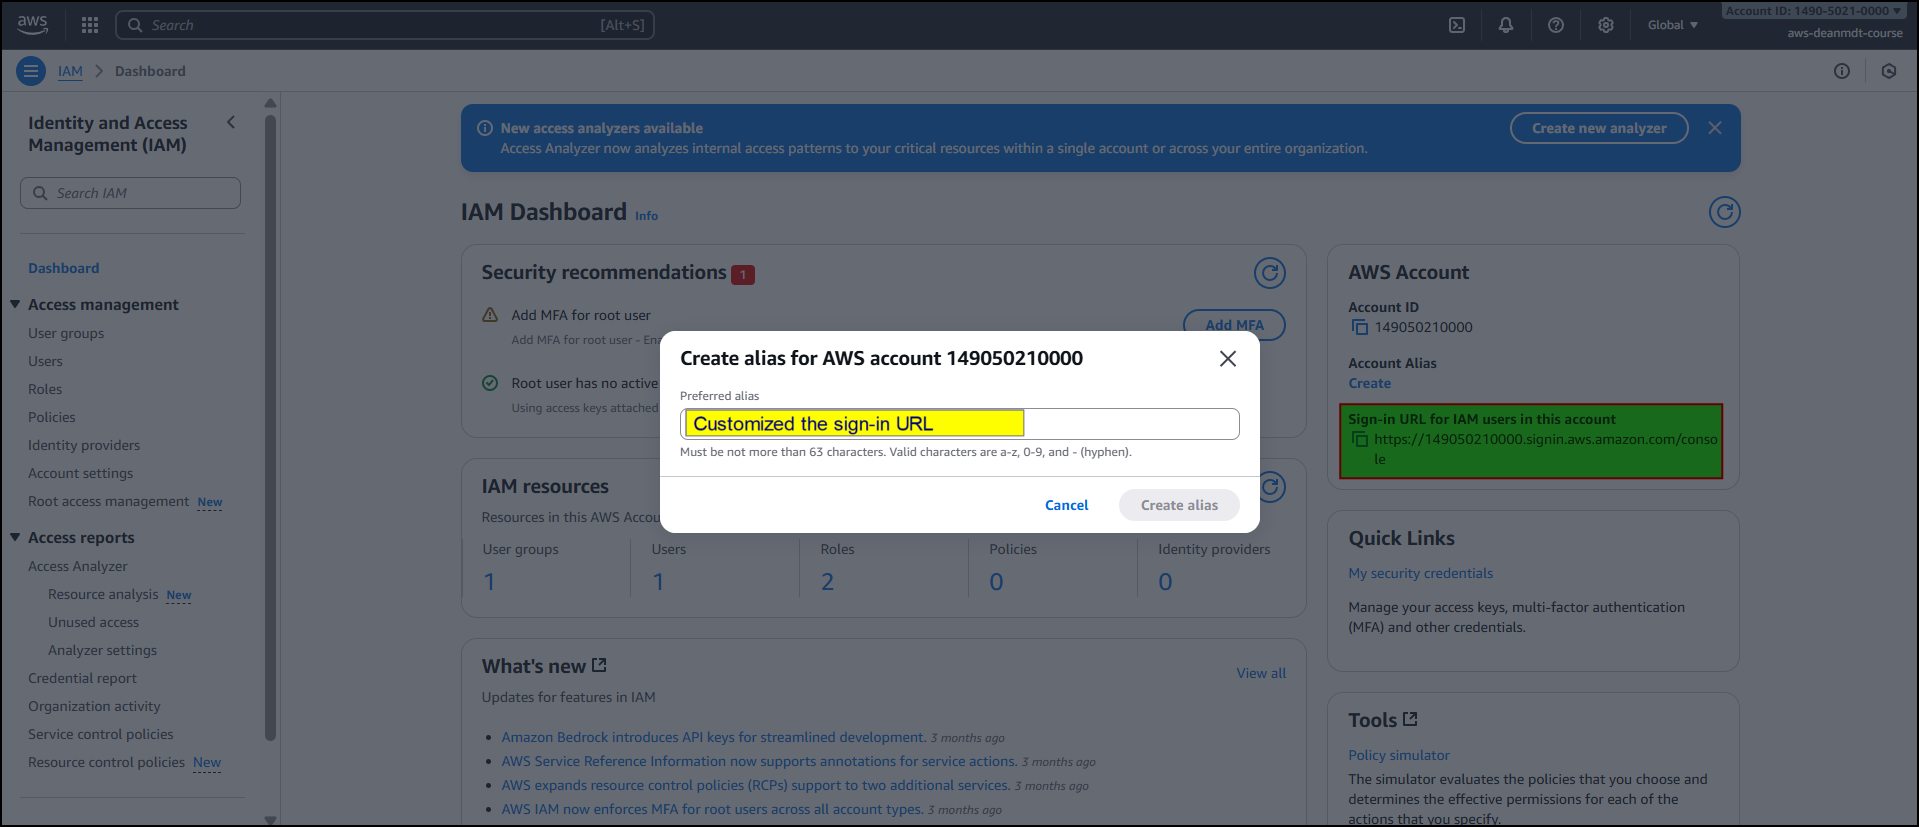 aws
Search [Alt+S]
Global
Account ID: 1490-5021-0000
aws-deanmdt-course
IAM > Dashboard
Identity and Access
Management (IAM)
Search IAM
Dashboard
Access management
User groups
Users
Roles
Policies
Identity providers
Account settings
Root access management New
Access reports
Access Analyzer
Resource analysis New
Unused access
Analyzer settings
Credential report
Organization activity
Service control policies
Resource control policies New
New access analyzers available
Access Analyzer now analyzes internal access patterns to your critical resources within a single account or across your entire organization.
Create new analyzer
IAM Dashboard Info
Security recommendations 1
Add MFA for root user
Add MFA for root user - Ena
Add MFA
Root user has no active
Using access keys attached
Create alias for AWS account 149050210000
Preferred alias
Customized the sign-in URL
Must be not more than 63 characters. Valid characters are a-z, 0-9, and - (hyphen).
Cancel
Create alias
IAM resources
Resources in this AWS Accou
User groups
1
Users
1
Roles
2
Policies
0
Identity providers
0
What's new
View all
Updates for features in IAM
Amazon Bedrock introduces API keys for streamlined development. 3 months ago
AWS Service Reference Information now supports annotations for service actions. 3 months ago
AWS expands resource control policies (RCPs) support to two additional services. 3 months ago
AWS IAM now enforces MFA for root users across all account types. 3 months ago
AWS Account
Account ID
149050210000
Account Alias
Create
Sign-in URL for IAM users in this account
https://149050210000.signin.aws.amazon.com/conso
le
Quick Links
My security credentials
Manage your access keys, multi-factor authentication
(MFA) and other credentials.
Tools
Policy simulator
The simulator evaluates the policies that you choose and
determines the effective permissions for each of the
actions that you specify.